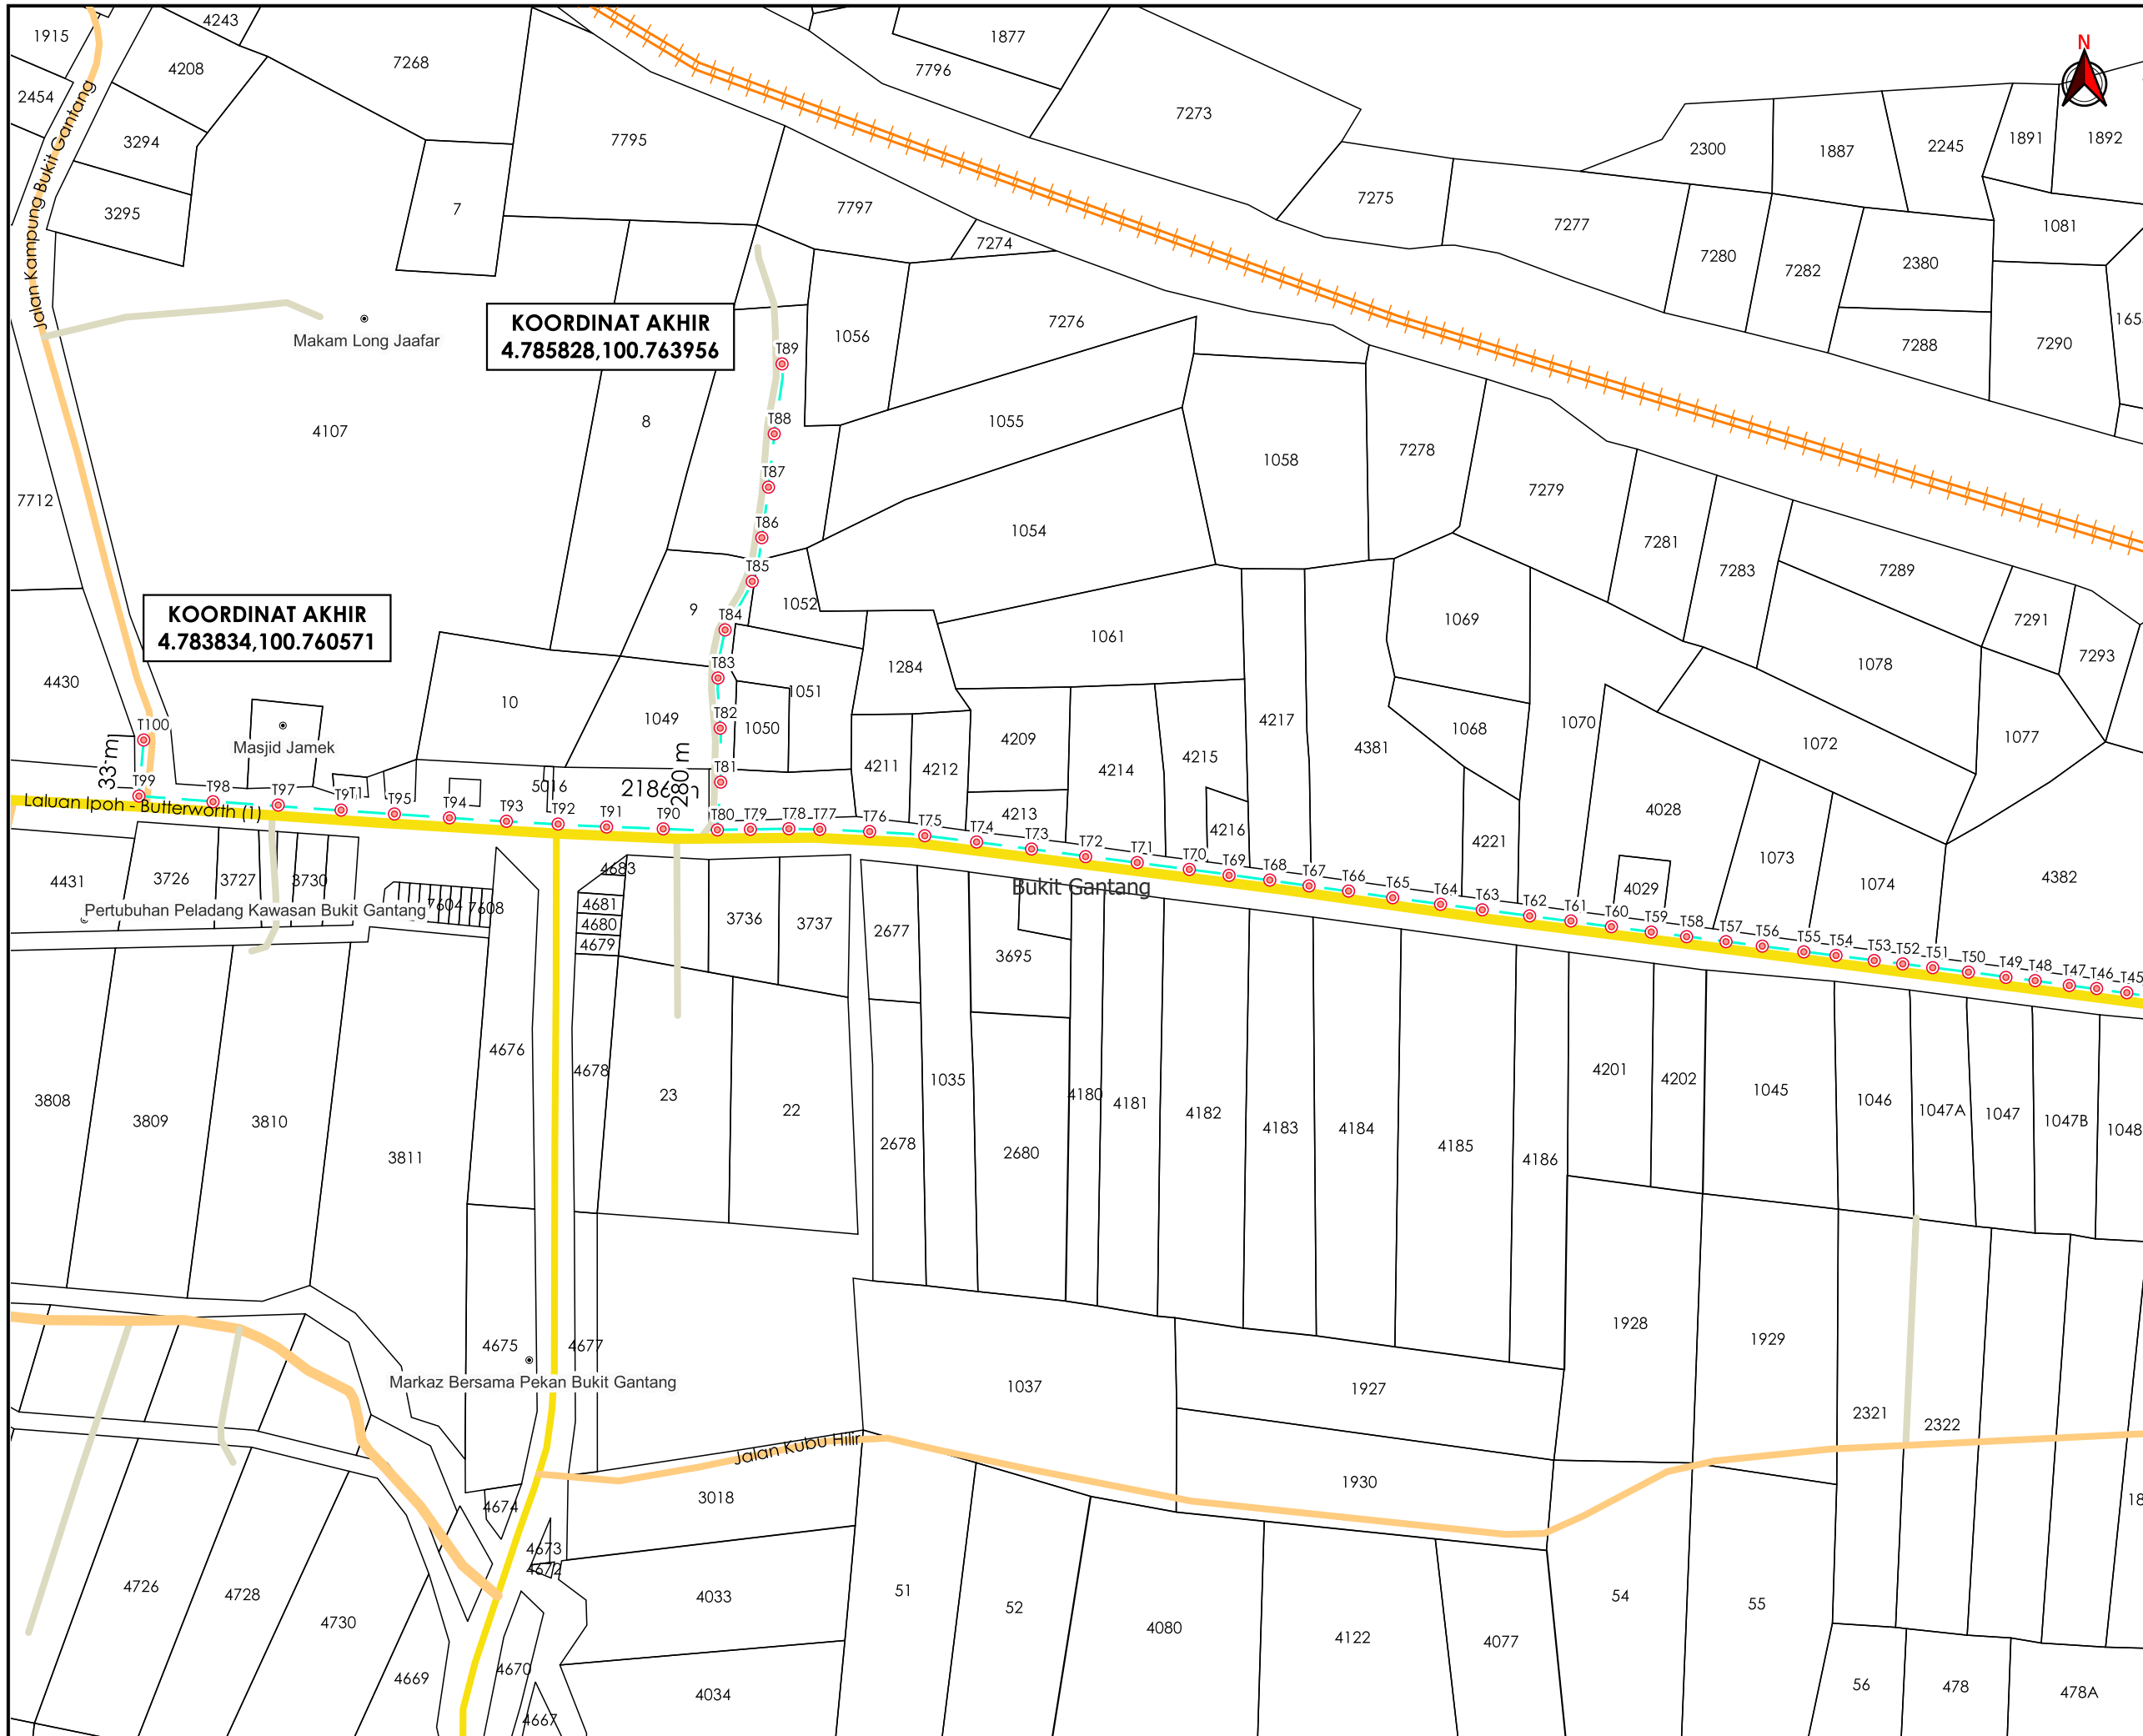 1915
4243
4208
7268
2454
3294
3295
7
7795
7796
1877
7273
N
2300
1887
2245
1891
1892
7275
7277
7280
7282
2380
1081
7797
7274
Jalan Kampung Bukit Gantang
Makam Long Jaafar
KOORDINAT AKHIR
4.785828,100.763956
1056
7276
7288
7290
T89
T88
T87
T86
T85
T84
T83
T82
T81
4107
8
1055
1054
1058
7278
7279
7281
7283
7289
7291
7293
7712
KOORDINAT AKHIR
4.783834,100.760571
4430
9
1052
1061
1069
1078
10
1049
1051
1050
1284
4217
4381
1068
1070
1072
1077
T100
33 m
Masjid Jamek
4211
4212
4209
4213
4214
4215
4216
4221
4028
4029
1073
1074
4382
5016
280 m
Laluan Ipoh - Butterworth (1)
T99
T98
T97
T95
T94
T93
T92
T91
T90
T80
T79
T78
T77
T76
T75
T74
T73
T72
T71
T70
T69
T68
T67
T66
T65
T64
T63
T62
T61
T60
T59
T58
T57
T56
T55
T54
T53
T52
T51
T50
T49
T48
T47
T46
T45
Bukit Gantang
4431
3726
3727
3730
7604
7608
Pertubuhan Peladang Kawasan Bukit Gantang
4683
4681
4680
4679
3736
3737
2677
3695
3808
3809
3810
3811
4676
4678
23
22
2678
1035
2680
4180
4181
4182
4183
4184
4185
4186
4201
4202
1045
1046
1047A
1047
1047B
1048
4675
4677
Markaz Bersama Pekan Bukit Gantang
1037
1927
1928
1929
2321
2322
Jalan Kubu Hilir
1930
3018
4674
4673
4672
4726
4728
4730
4669
4670
4667
4033
4034
51
52
4080
4122
4077
54
55
56
478
478A